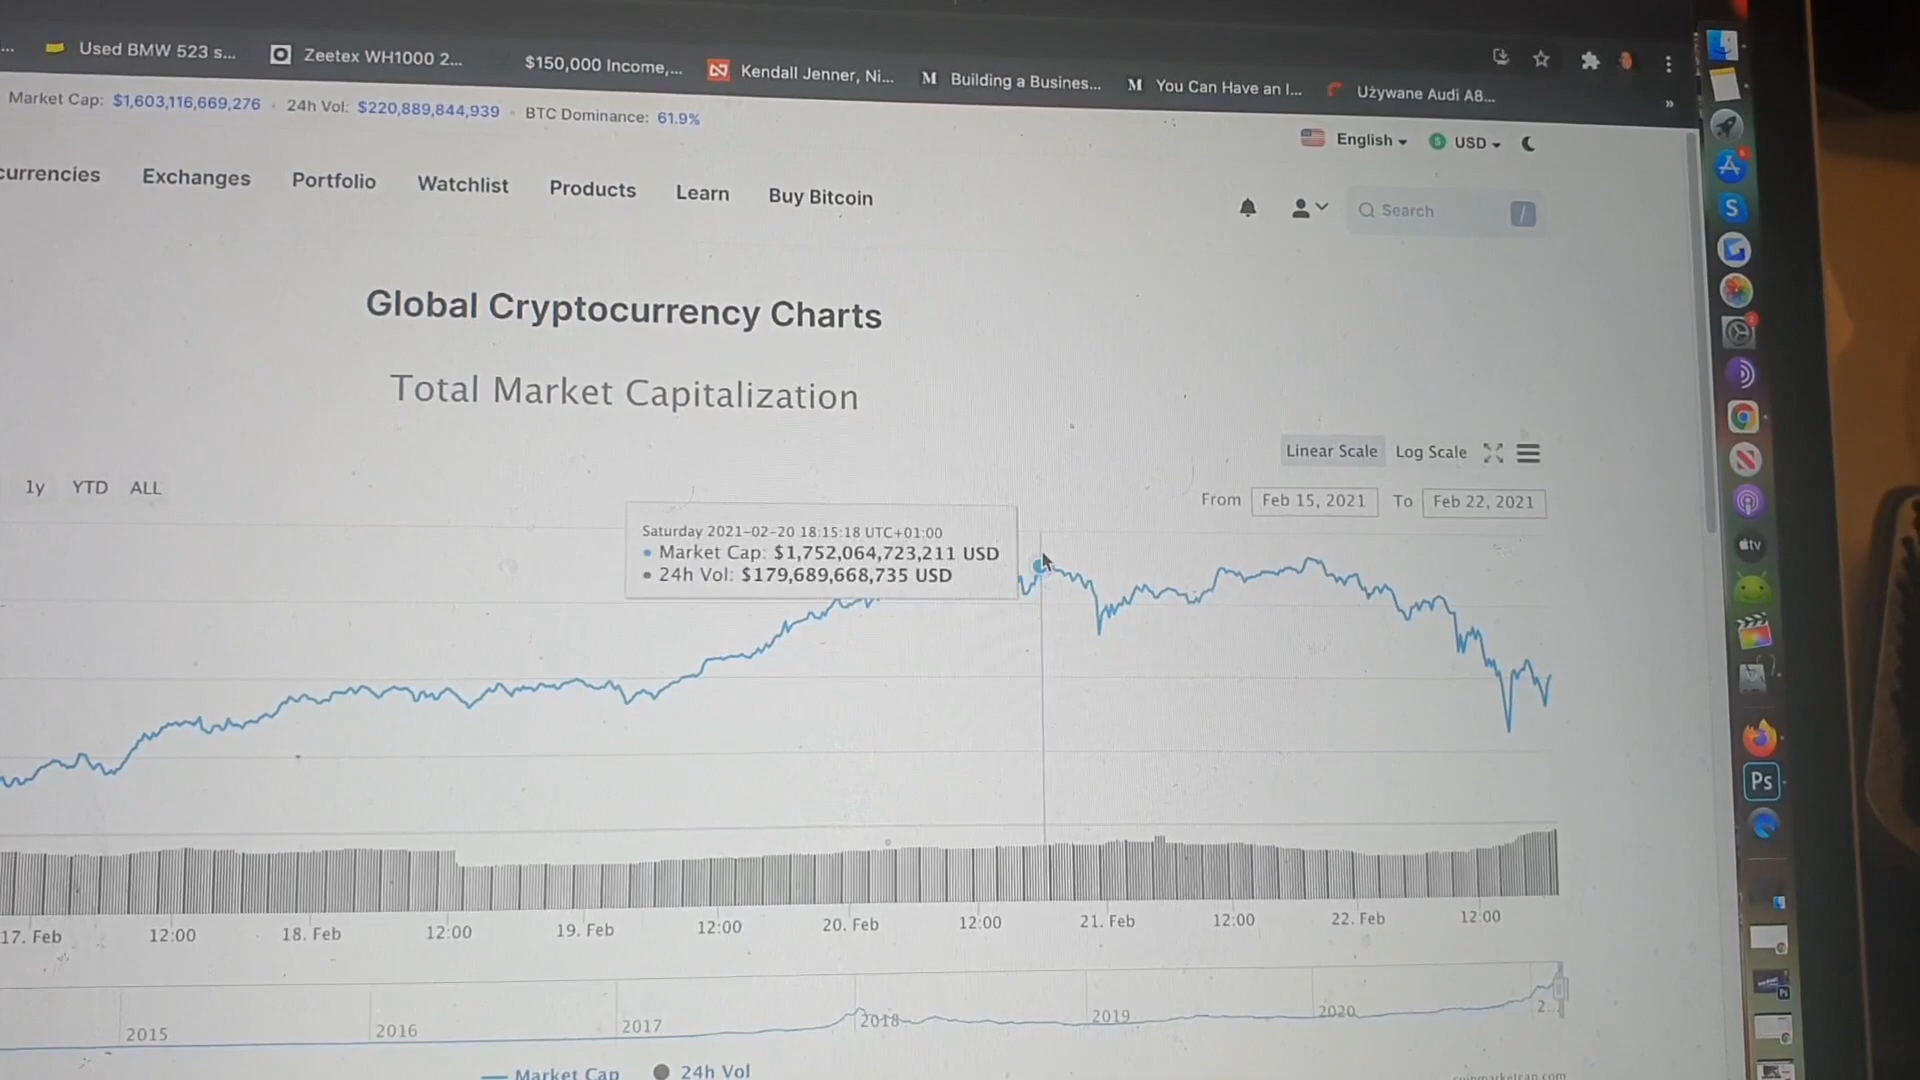 Used BMW 523 s... Zeetex WH1000 2... $150,000 Income,... Kendall Jenner, Ni... M Building a Busines... M You Can Have an I... Używane Audi A8... »
Market Cap: $1,603,116,669,276 · 24h Vol: $220,889,844,939 · BTC Dominance: 61.9%
English USD
currencies Exchanges Portfolio Watchlist Products Learn Buy Bitcoin
Search /
Global Cryptocurrency Charts
Total Market Capitalization
Linear Scale Log Scale
1y YTD ALL
From Feb 15, 2021 To Feb 22, 2021
Saturday 2021-02-20 18:15:18 UTC+01:00
• Market Cap: $1,752,064,723,211 USD
• 24h Vol: $179,689,668,735 USD
17. Feb 12:00 18. Feb 12:00 19. Feb 12:00 20. Feb 12:00 21. Feb 12:00 22. Feb 12:00
2015 2016 2017 2018 2019 2020 2...
Market Cap 24h Vol
coinmarketcap.com
S
tv
Ps